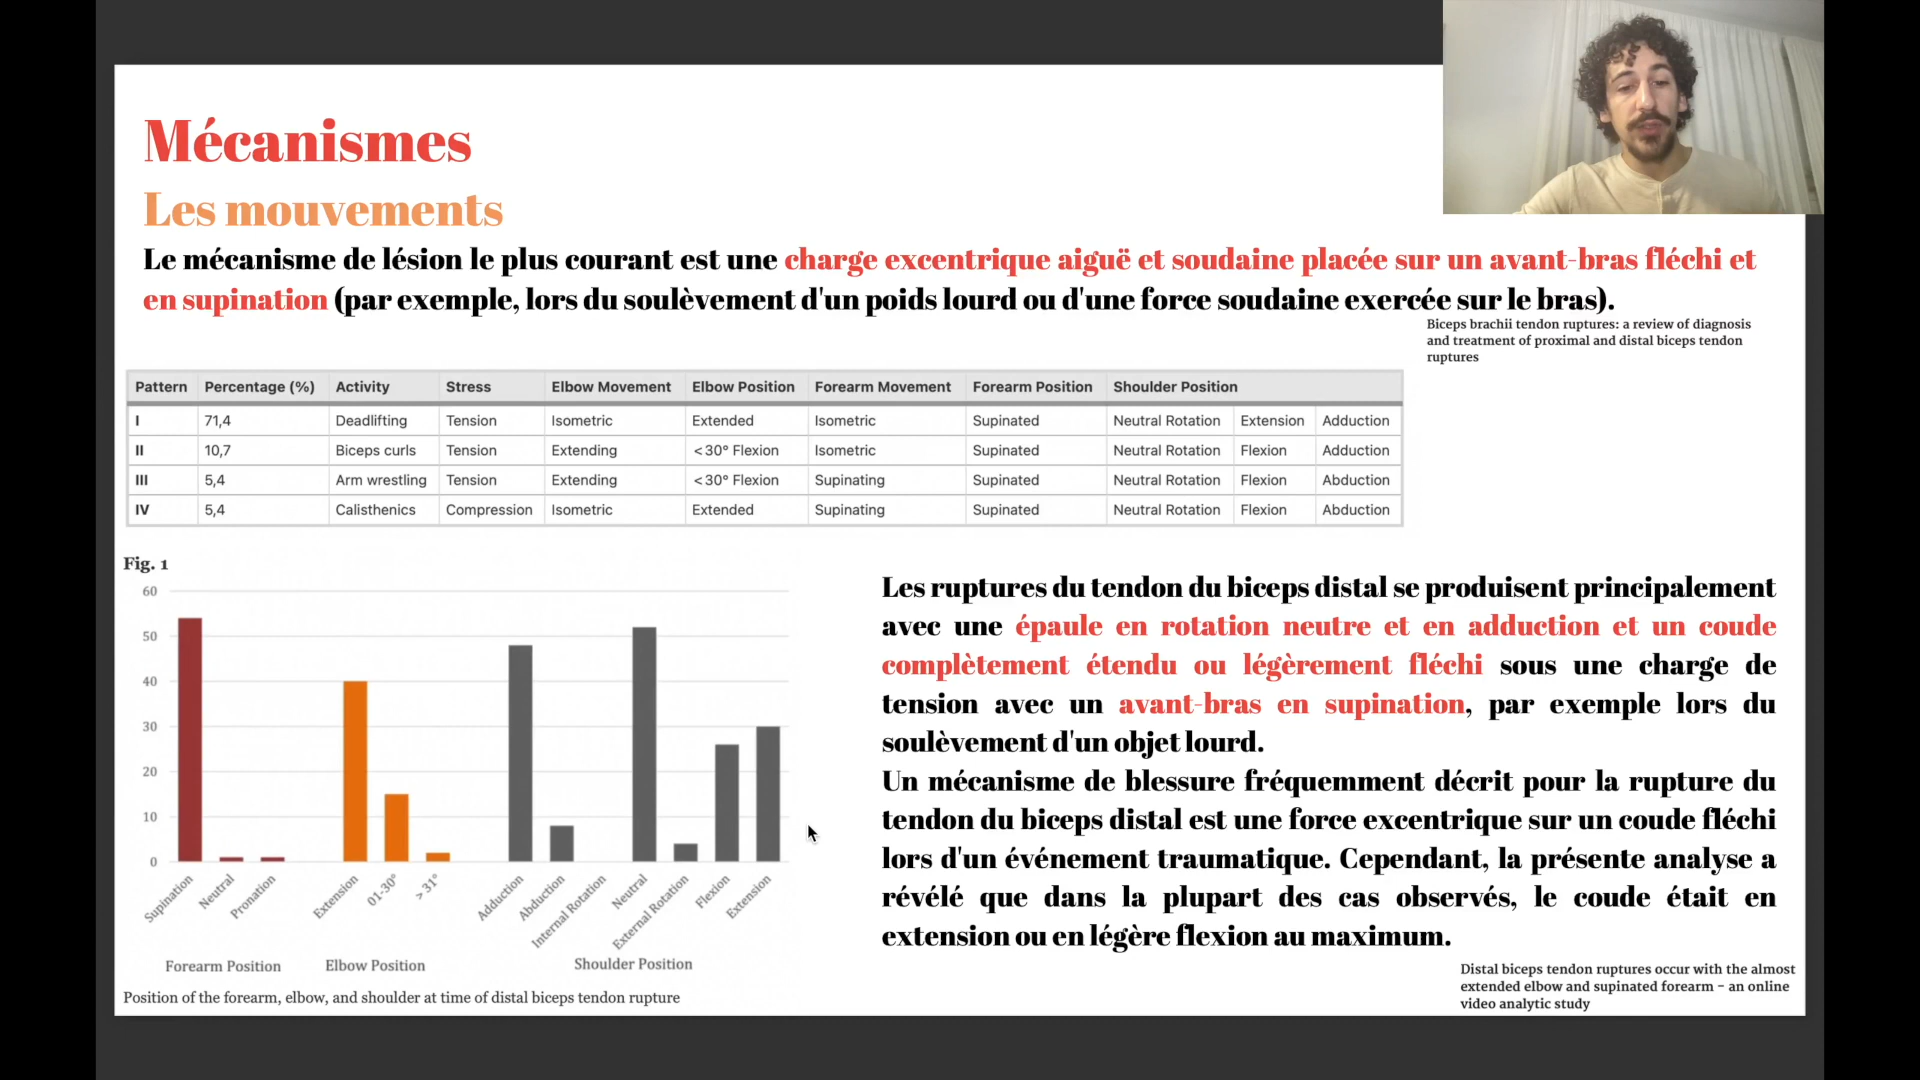 Mécanismes
Les mouvements
Le mécanisme de lésion le plus courant est une charge excentrique aiguë et soudaine placée sur un avant-bras fléchi et
en supination (par exemple, lors du soulèvement d'un poids lourd ou d'une force soudaine exercée sur le bras).
Biceps brachii tendon ruptures: a review of diagnosis
and treatment of proximal and distal biceps tendon
ruptures
Pattern Percentage (%) Activity Stress Elbow Movement Elbow Position Forearm Movement Forearm Position Shoulder Position
I 71,4 Deadlifting Tension Isometric Extended Isometric Supinated Neutral Rotation Extension Adduction
II 10,7 Biceps curls Tension Extending <30° Flexion Isometric Supinated Neutral Rotation Flexion Adduction
III 5,4 Arm wrestling Tension Extending <30° Flexion Supinating Supinated Neutral Rotation Flexion Abduction
IV 5,4 Calisthenics Compression Isometric Extended Supinating Supinated Neutral Rotation Flexion Abduction
Fig. 1
60
50
40
30
20
10
0
Supination
Neutral
Pronation
Extension
01-30°
> 31°
Adduction
Abduction
Internal Rotation
Neutral
External Rotation
Flexion
Extension
Forearm Position
Elbow Position
Shoulder Position
Position of the forearm, elbow, and shoulder at time of distal biceps tendon rupture
Les ruptures du tendon du biceps distal se produisent principalement
avec une épaule en rotation neutre et en adduction et un coude
complètement étendu ou légèrement fléchi sous une charge de
tension avec un avant-bras en supination, par exemple lors du
soulèvement d'un objet lourd.
Un mécanisme de blessure fréquemment décrit pour la rupture du
tendon du biceps distal est une force excentrique sur un coude fléchi
lors d'un événement traumatique. Cependant, la présente analyse a
révélé que dans la plupart des cas observés, le coude était en
extension ou en légère flexion au maximum.
Distal biceps tendon ruptures occur with the almost
extended elbow and supinated forearm – an online
video analytic study